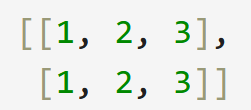 [[1, 2, 3],
[1, 2, 3]]